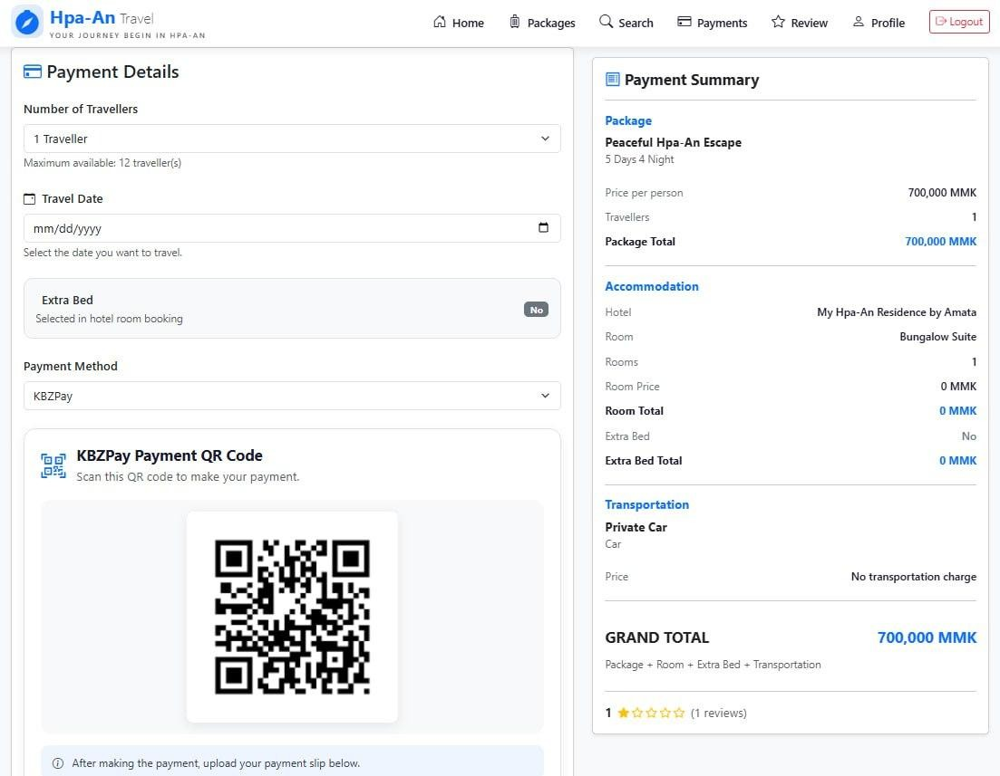 Hpa-An Travel
YOUR JOURNEY BEGIN IN HPA-AN
Home
Packages
Search
Payments
Review
Profile
Logout
Payment Details
Number of Travellers
1 Traveller
Maximum available: 12 traveller(s)
Travel Date
mm/dd/yyyy
Select the date you want to travel.
Extra Bed
Selected in hotel room booking
No
Payment Method
KBZPay
KBZPay Payment QR Code
Scan this QR code to make your payment.
After making the payment, upload your payment slip below.
Payment Summary
Package
Peaceful Hpa-An Escape
5 Days 4 Night
Price per person 700,000 MMK
Travellers 1
Package Total 700,000 MMK
Accommodation
Hotel My Hpa-An Residence by Amata
Room Bungalow Suite
Rooms 1
Room Price 0 MMK
Room Total 0 MMK
Extra Bed No
Extra Bed Total 0 MMK
Transportation
Private Car
Car
Price No transportation charge
GRAND TOTAL 700,000 MMK
Package + Room + Extra Bed + Transportation
1 (1 reviews)